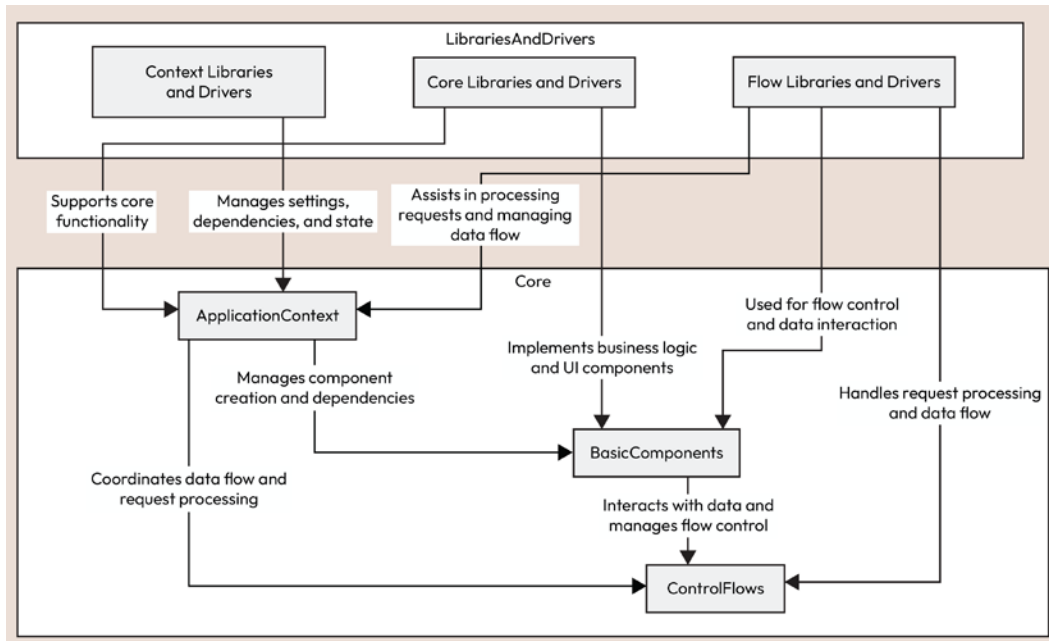 LibrariesAndDrivers
Context Libraries
and Drivers
Core Libraries and Drivers
Flow Libraries and Drivers
Supports core
functionality
Manages settings,
dependencies, and state
Assists in processing
requests and managing
data flow
Core
ApplicationContext
Used for flow control
and data interaction
Implements business logic
and UI components
Manages component
creation and dependencies
Handles request processing
and data flow
BasicComponents
Coordinates data flow and
request processing
Interacts with data and
manages flow control
ControlFlows